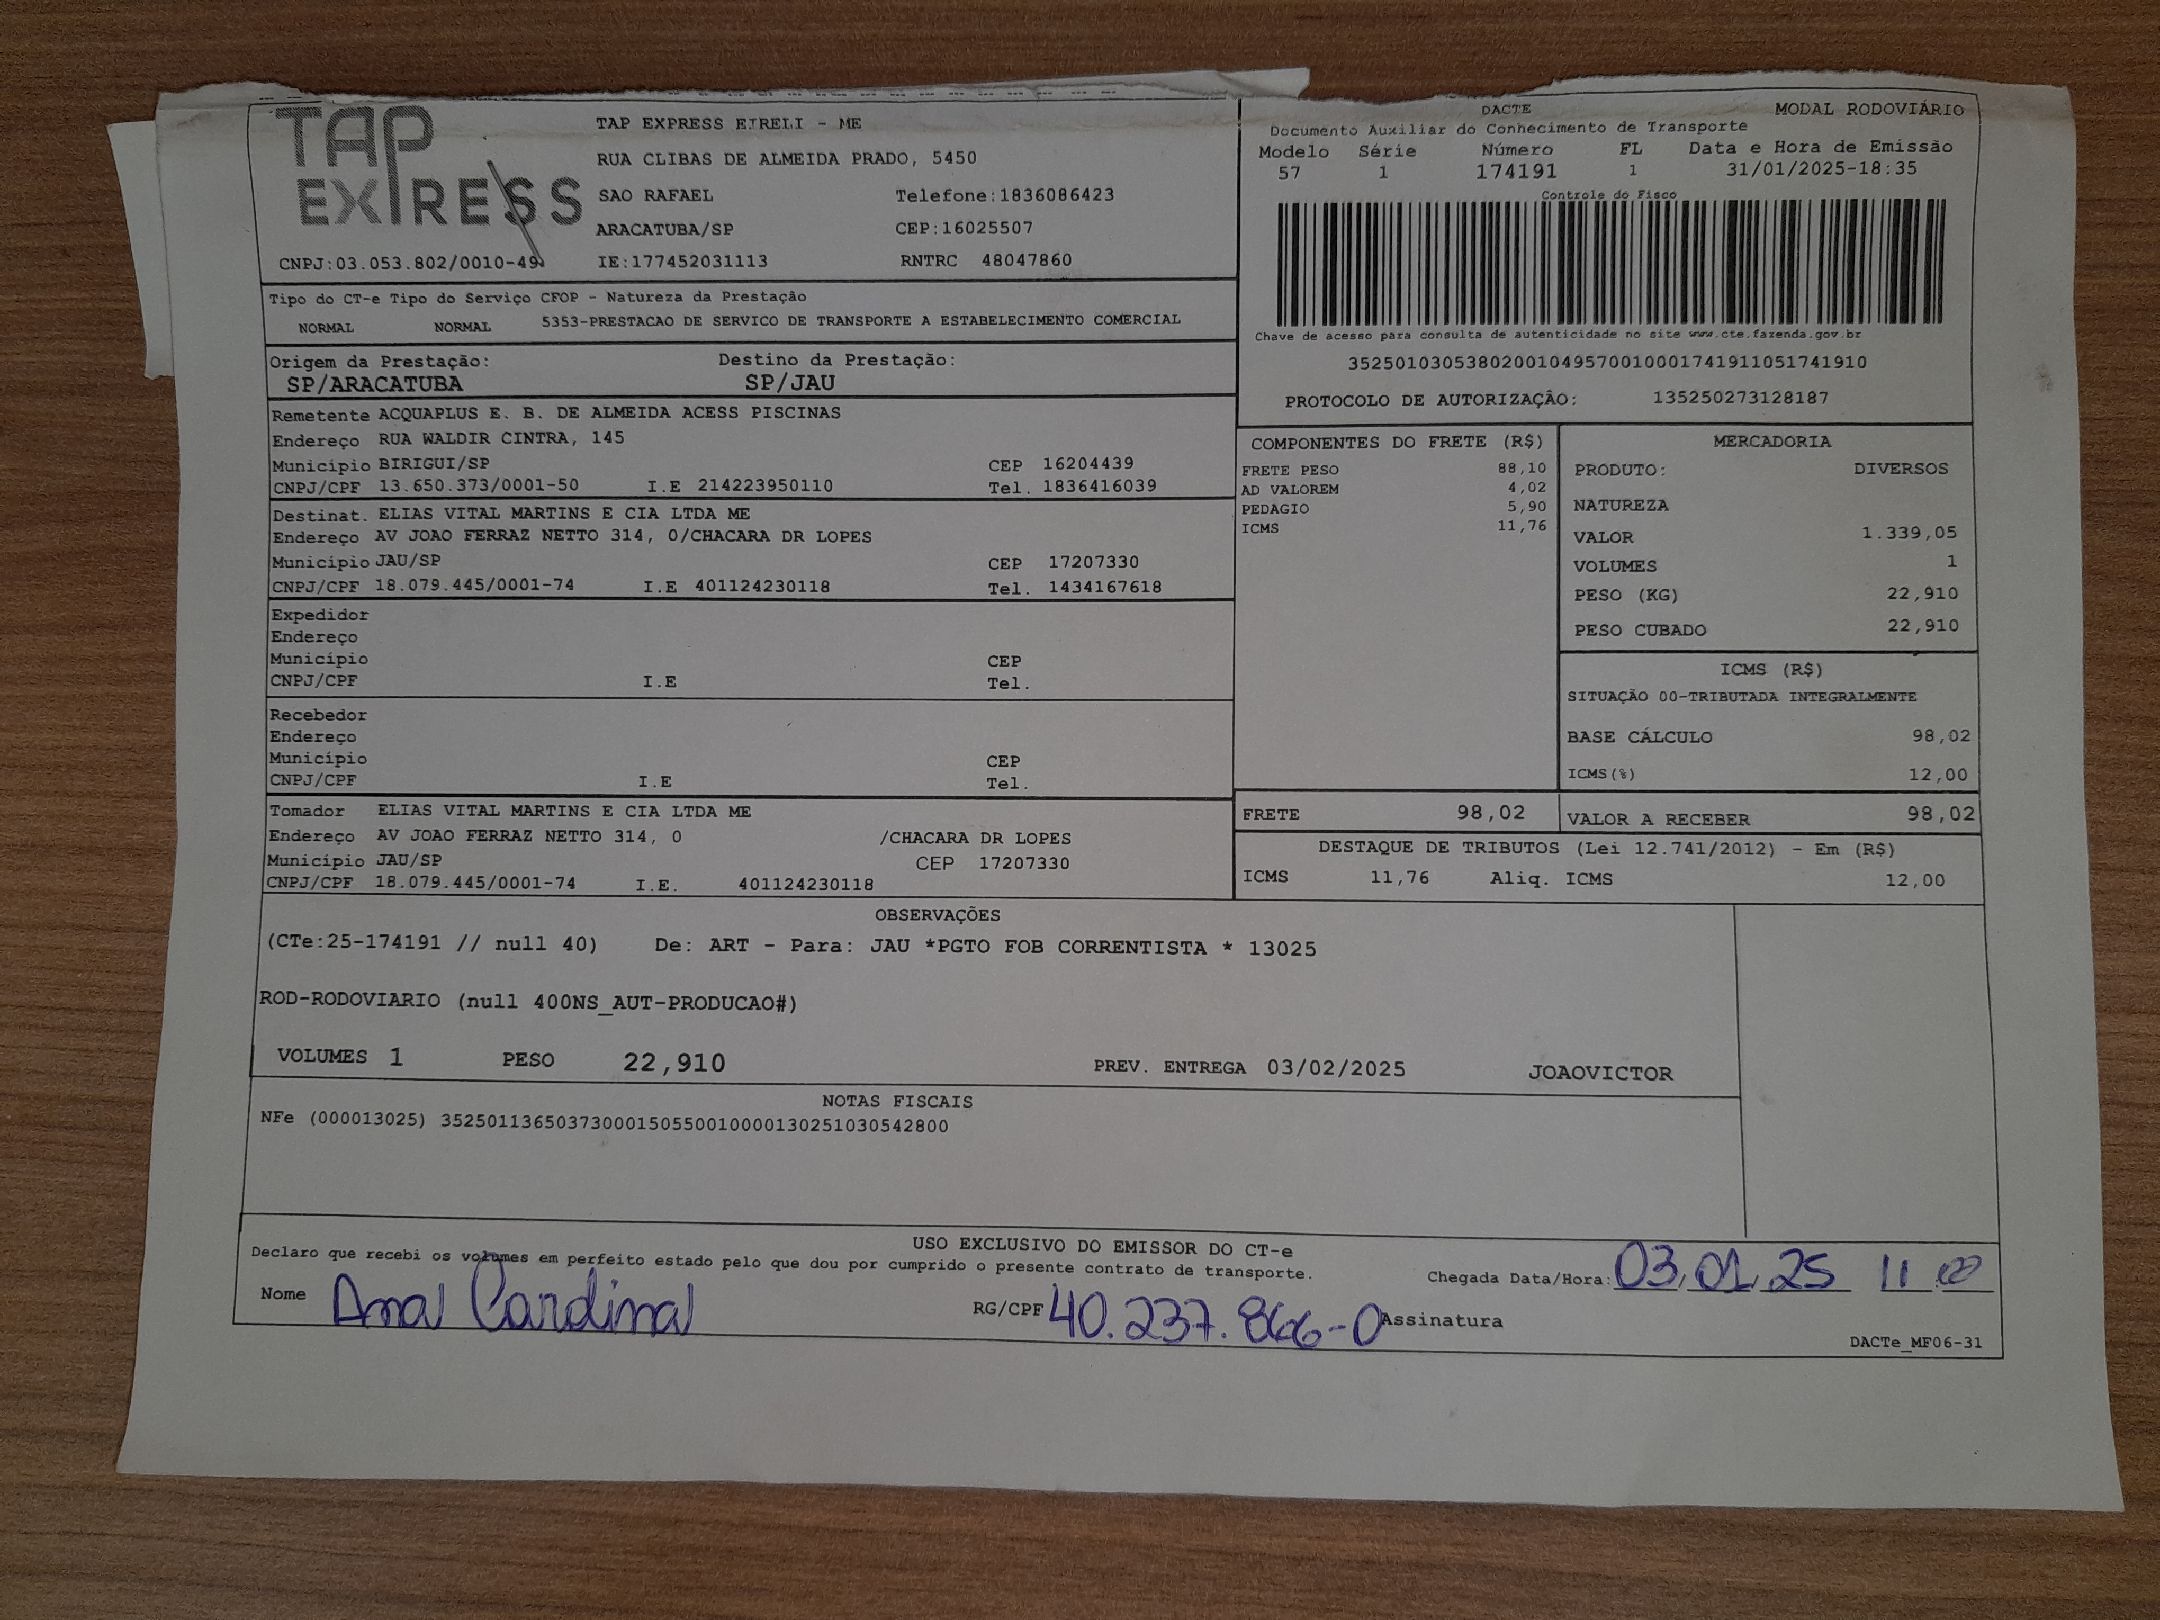 TAP
EXPRESS
TAP EXPRESS EIRELI - ME
RUA CLIBAS DE ALMEIDA PRADO, 5450
SAO RAFAEL Telefone:1836086423
ARACATUBA/SP CEP:16025507
CNPJ:03.053.802/0010-49 IE:177452031113 RNTRC 48047860
DACTE MODAL RODOVIÁRIO
Documento Auxiliar do Conhecimento de Transporte
Modelo Série Número FL Data e Hora de Emissão
57 1 174191 1 31/01/2025-18:35
Controle do Fisco
Chave de acesso para consulta de autenticidade no site www.cte.fazenda.gov.br
35250103053802001049570010001741911051741910
PROTOCOLO DE AUTORIZAÇÃO: 135250273128187
Tipo do CT-e Tipo do Serviço CFOP - Natureza da Prestação
NORMAL NORMAL 5353-PRESTACAO DE SERVICO DE TRANSPORTE A ESTABELECIMENTO COMERCIAL
Origem da Prestação: Destino da Prestação:
SP/ARACATUBA SP/JAU
Remetente ACQUAPLUS E. B. DE ALMEIDA ACESS PISCINAS
Endereço RUA WALDIR CINTRA, 145
Município BIRIGUI/SP CEP 16204439
CNPJ/CPF 13.650.373/0001-50 I.E 214223950110 Tel. 1836416039
Destinat. ELIAS VITAL MARTINS E CIA LTDA ME
Endereço AV JOAO FERRAZ NETTO 314, 0/CHACARA DR LOPES
Município JAU/SP CEP 17207330
CNPJ/CPF 18.079.445/0001-74 I.E 401124230118 Tel. 1434167618
Expedidor
Endereço
Município CEP
CNPJ/CPF I.E Tel.
Recebedor
Endereço
Município CEP
CNPJ/CPF I.E Tel.
Tomador ELIAS VITAL MARTINS E CIA LTDA ME
Endereço AV JOAO FERRAZ NETTO 314, 0 /CHACARA DR LOPES
Município JAU/SP CEP 17207330
CNPJ/CPF 18.079.445/0001-74 I.E. 401124230118
COMPONENTES DO FRETE (R$)
FRETE PESO 88,10
AD VALOREM 4,02
PEDAGIO 5,90
ICMS 11,76
MERCADORIA
PRODUTO: DIVERSOS
NATUREZA
VALOR 1.339,05
VOLUMES 1
PESO (KG) 22,910
PESO CUBADO 22,910
ICMS (R$)
SITUAÇÃO 00-TRIBUTADA INTEGRALMENTE
BASE CÁLCULO 98,02
ICMS(%) 12,00
FRETE 98,02 VALOR A RECEBER 98,02
DESTAQUE DE TRIBUTOS (Lei 12.741/2012) - Em (R$)
ICMS 11,76 Aliq. ICMS 12,00
OBSERVAÇÕES
(CTe:25-174191 // null 40) De: ART - Para: JAU *PGTO FOB CORRENTISTA * 13025
ROD-RODOVIARIO (null 400NS_AUT-PRODUCAO#)
VOLUMES 1 PESO 22,910 PREV. ENTREGA 03/02/2025 JOAOVICTOR
NOTAS FISCAIS
NFe (000013025) 35250113650373000150550010000130251030542800
USO EXCLUSIVO DO EMISSOR DO CT-e
Declaro que recebi os volumes em perfeito estado pelo que dou por cumprido o presente contrato de transporte.
Chegada Data/Hora: 03.01.25 11:00
Nome Ana Cardinal RG/CPF 40.237.866-0 Assinatura
DACTe_MF06-31